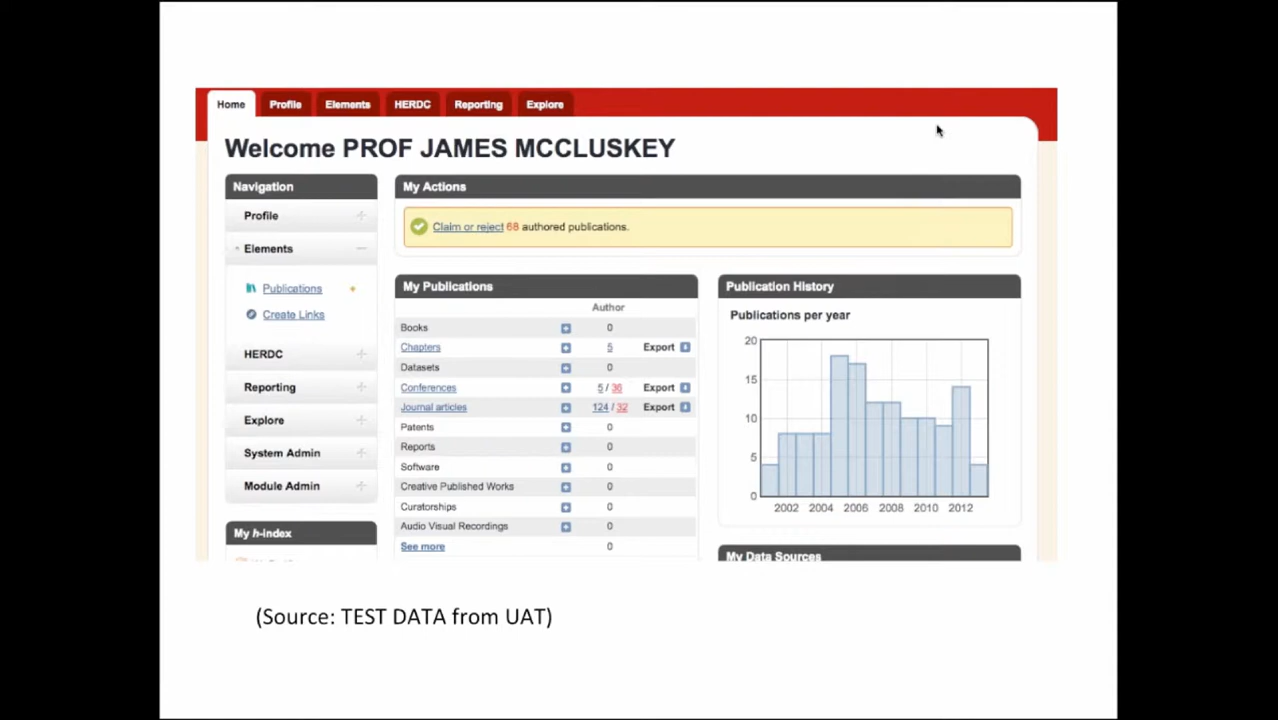 Home Profile Elements HERDC Reporting Explore
Welcome PROF JAMES MCCLUSKEY
Navigation
Profile
Elements
Publications
Create Links
HERDC
Reporting
Explore
System Admin
Module Admin
My h-index
My Actions
Claim or reject 68 authored publications.
My Publications
Author
Books 0
Chapters 5 Export
Datasets 0
Conferences 5 / 36 Export
Journal articles 124 / 32 Export
Patents 0
Reports 0
Software 0
Creative Published Works 0
Curatorships 0
Audio Visual Recordings 0
See more 0
Publication History
Publications per year
20
15
10
5
0
2002 2004 2006 2008 2010 2012
My Data Sources
(Source: TEST DATA from UAT)